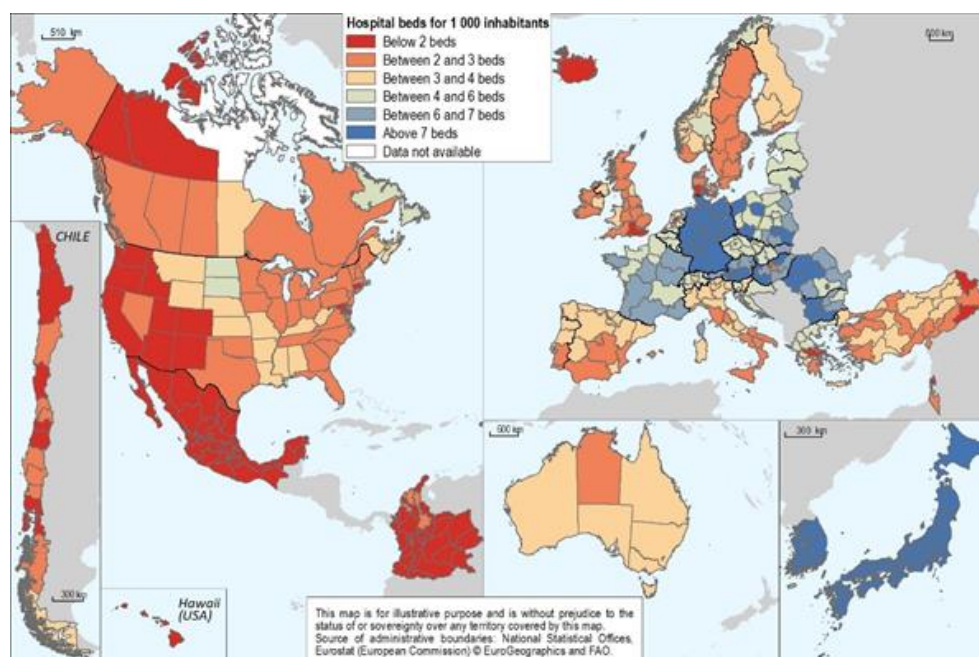 510 km
Hospital beds for 1 000 inhabitants
Below 2 beds
Between 2 and 3 beds
Between 3 and 4 beds
Between 4 and 6 beds
Between 6 and 7 beds
Above 7 beds
Data not available
CHILE
300 km
Hawaii
(USA)
This map is for illustrative purpose and is without prejudice to the
status of or sovereignty over any territory covered by this map.
Source of administrative boundaries: National Statistical Offices,
Eurostat (European Commission) © EuroGeographics and FAO.
500 km
300 km